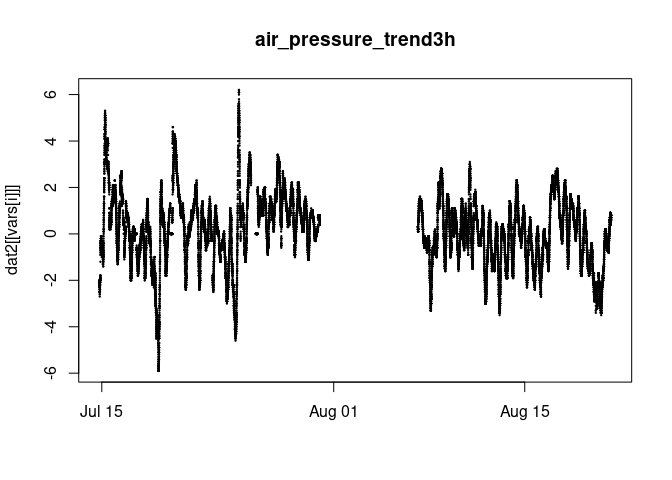 air_pressure_trend3h
dat2[[vars[i]]]
6
4
2
0
-2
-4
-6
Jul 15
Aug 01
Aug 15